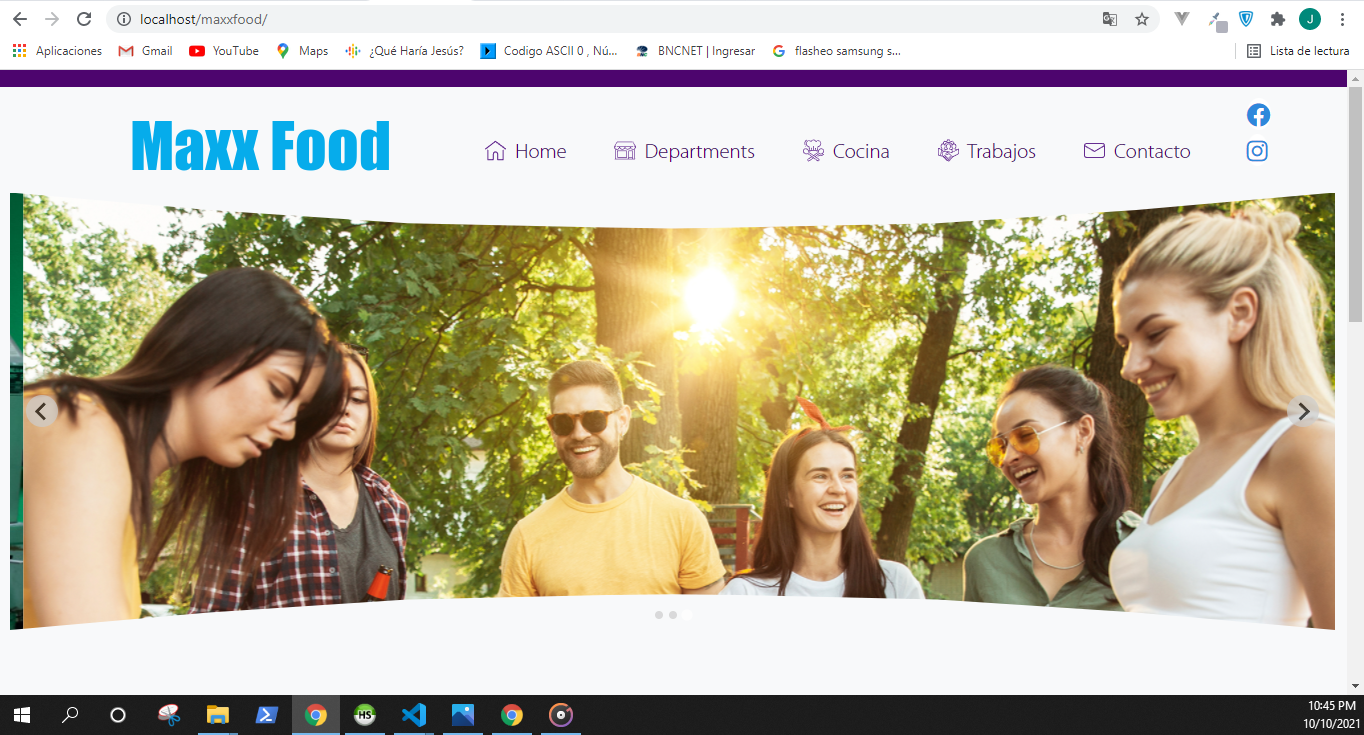 localhost/maxxfood/
J
Aplicaciones Gmail YouTube Maps ¿Qué Haría Jesús? Codigo ASCII 0 , Nú... BNCNET | Ingresar flasheo samsung s... Lista de lectura
Maxx Food
Home Departments Cocina Trabajos Contacto
HS
10:45 PM
10/10/2021